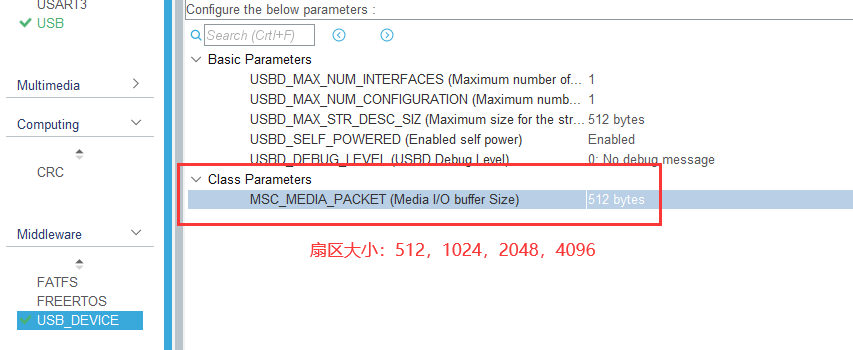 USART3
USB
Multimedia
Computing
CRC
Middleware
FATFS
FREERTOS
USB_DEVICE
Configure the below parameters :
Search (CrtI+F)
Basic Parameters
USBD_MAX_NUM_INTERFACES (Maximum number of... 1
USBD_MAX_NUM_CONFIGURATION (Maximum numb... 1
USBD_MAX_STR_DESC_SIZ (Maximum size for the stri... 512 bytes
USBD_SELF_POWERED (Enabled self power) Enabled
USBD_DEBUG_LEVEL (USBD Debug Level) 0: No debug message
Class Parameters
MSC_MEDIA_PACKET (Media I/O buffer Size) 512 bytes
扇区大小：512，1024，2048，4096